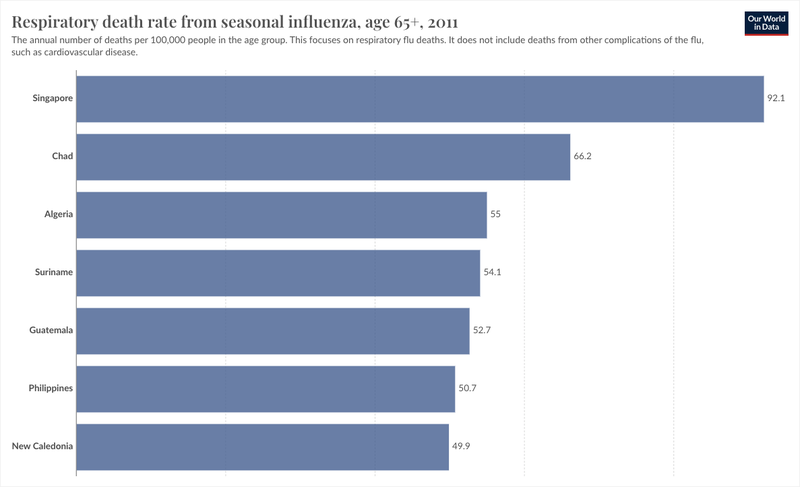 Respiratory death rate from seasonal influenza, age 65+, 2011
Our World
in Data
The annual number of deaths per 100,000 people in the age group. This focuses on respiratory flu deaths. It does not include deaths from other complications of the flu,
such as cardiovascular disease.
Singapore 92.1
Chad 66.2
Algeria 55
Suriname 54.1
Guatemala 52.7
Philippines 50.7
New Caledonia 49.9